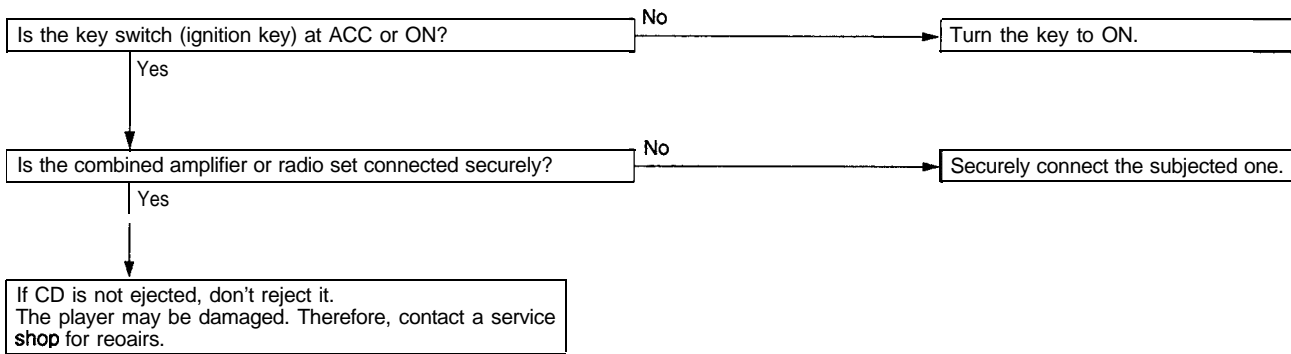 Is the key switch (ignition key) at ACC or ON?
No
Turn the key to ON.
Yes
Is the combined amplifier or radio set connected securely?
No
Securely connect the subjected one.
Yes
If CD is not ejected, don't reject it.
The player may be damaged. Therefore, contact a service
shop for reoairs.